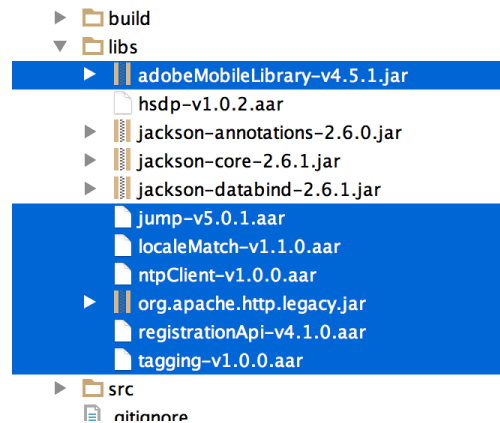 build
libs
adobeMobileLibrary-v4.5.1.jar
hsdp-v1.0.2.aar
jackson-annotations-2.6.0.jar
jackson-core-2.6.1.jar
jackson-databind-2.6.1.jar
jump-v5.0.1.aar
localeMatch-v1.1.0.aar
ntpClient-v1.0.0.aar
org.apache.http.legacy.jar
registrationApi-v4.1.0.aar
tagging-v1.0.0.aar
src
.gitignore